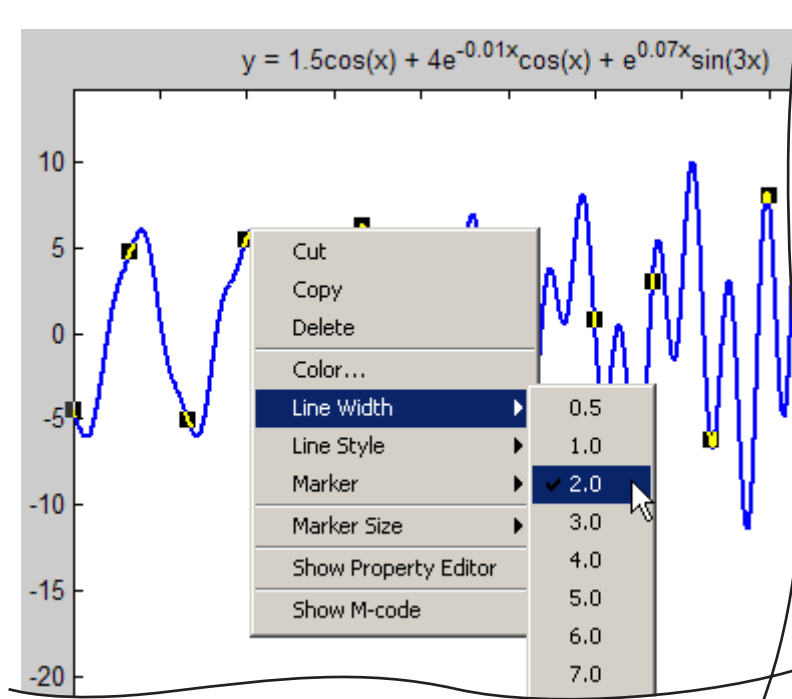 y = 1.5cos(x) + 4e^-0.01x cos(x) + e^0.07x sin(3x)
10
5
0
-5
-10
-15
-20
Cut
Copy
Delete
Color...
Line Width
Line Style
Marker
Marker Size
Show Property Editor
Show M-code
0.5
1.0
2.0
3.0
4.0
5.0
6.0
7.0